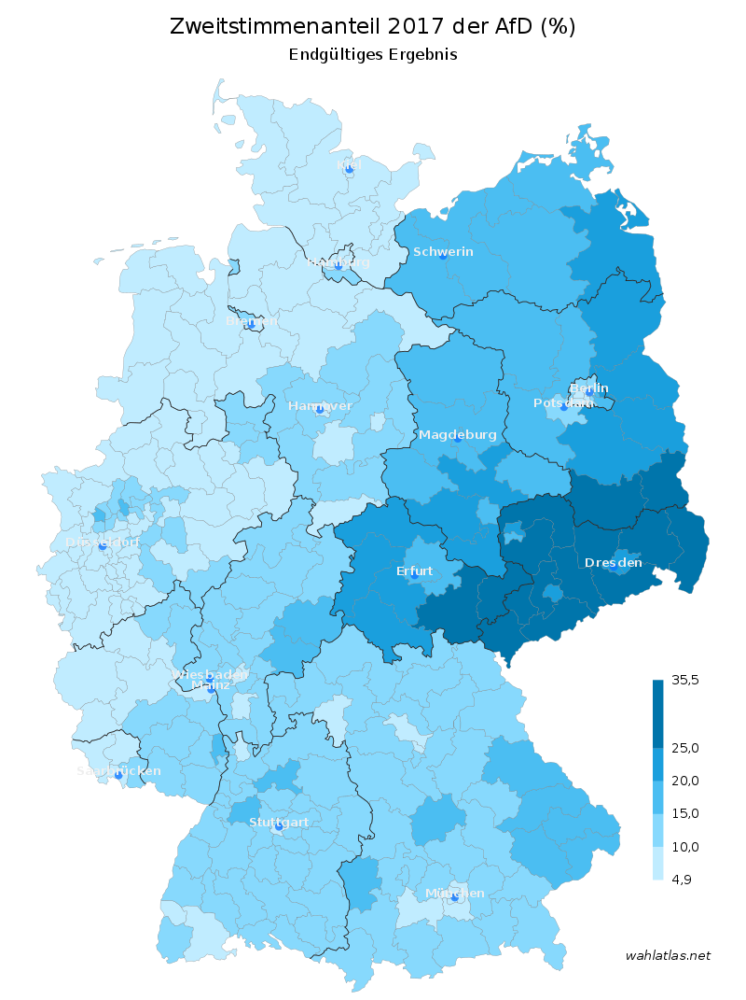 Zweitstimmenanteil 2017 der AfD (%)
Endgültiges Ergebnis
Kiel
Schwerin
Hamburg
Bremen
Berlin
Potsdam
Hannover
Magdeburg
Düsseldorf
Dresden
Erfurt
Wiesbaden
Mainz
35,5
25,0
20,0
15,0
10,0
4,9
Saarbrücken
Stuttgart
München
wahlatlas.net